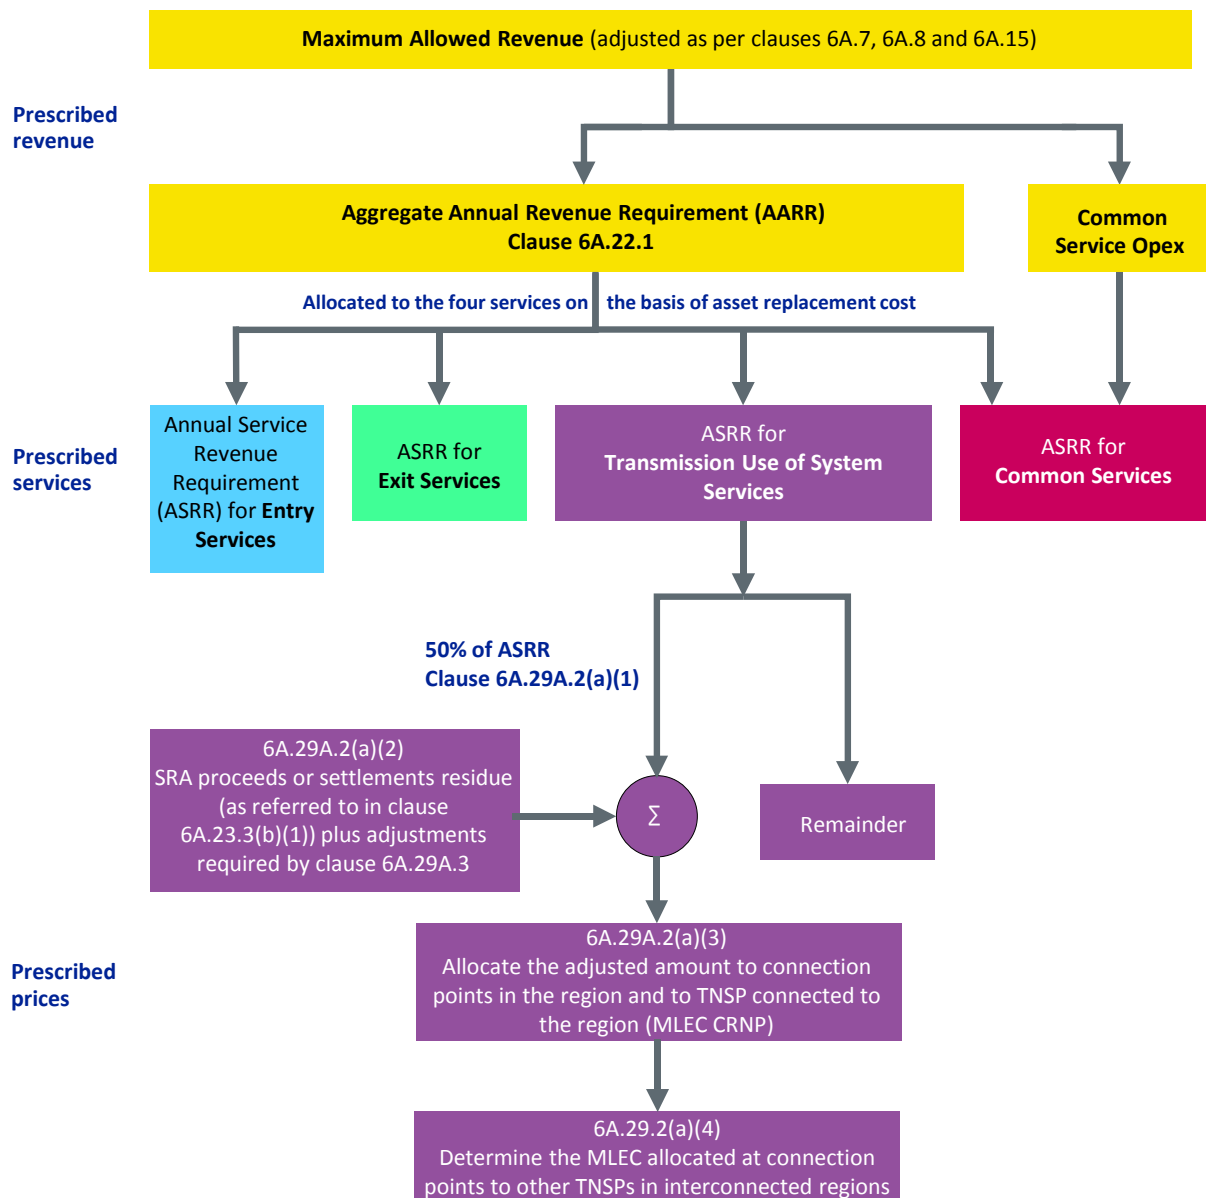 Maximum Allowed Revenue (adjusted as per clauses 6A.7, 6A.8 and 6A.15)
Prescribed
revenue
Aggregate Annual Revenue Requirement (AARR)
Clause 6A.22.1
Common
Service Opex
Allocated to the four services on the basis of asset replacement cost
Prescribed
services
Annual Service
Revenue
Requirement
(ASRR) for Entry
Services
ASRR for
Exit Services
ASRR for
Transmission Use of System
Services
ASRR for
Common Services
50% of ASRR
Clause 6A.29A.2(a)(1)
6A.29A.2(a)(2)
SRA proceeds or settlements residue
(as referred to in clause
6A.23.3(b)(1)) plus adjustments
required by clause 6A.29A.3
Σ
Remainder
Prescribed
prices
6A.29A.2(a)(3)
Allocate the adjusted amount to connection
points in the region and to TNSP connected to
the region (MLEC CRNP)
6A.29.2(a)(4)
Determine the MLEC allocated at connection
points to other TNSPs in interconnected regions